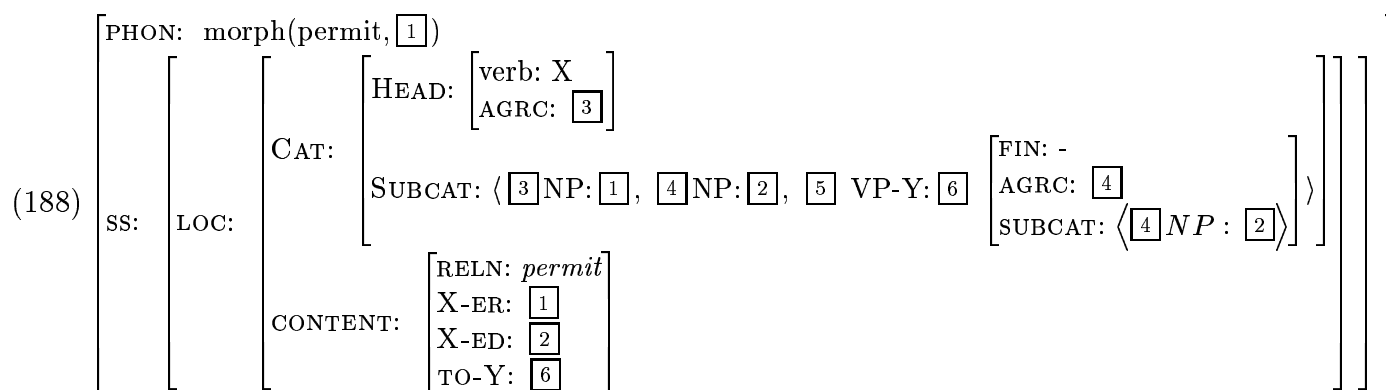 PHON: morph(permit, 1)
HEAD: verb: X
AGRC: 3
CAT:
FIN: -
(188) SS: LOC: SUBCAT: ⟨ 3 NP: 1, 4 NP: 2, 5 VP-Y: 6 AGRC: 4 ⟩
SUBCAT: ⟨ 4 NP : 2 ⟩
RELN: permit
X-ER: 1
CONTENT:
X-ED: 2
TO-Y: 6